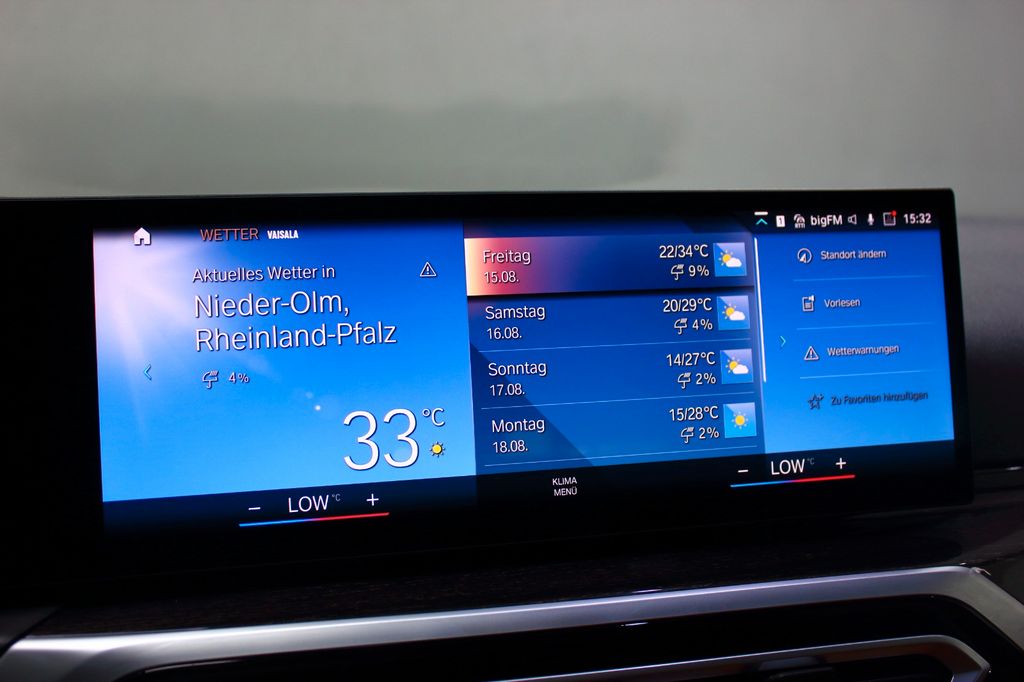 WETTER VAISALA
Aktuelles Wetter in
Nieder-Olm,
Rheinland-Pfalz
4%
33°C
Freitag 22/34°C
15.08. 9%
Samstag 20/29°C
16.08. 4%
Sonntag 14/27°C
17.08. 2%
Montag 15/28°C
18.08. 2%
1 bigFM 15:32
Standort ändern
Vorlesen
Wetterwarnungen
Zu Favoriten hinzufügen
− LOW°C +
KLIMA
MENÜ
− LOW°C +